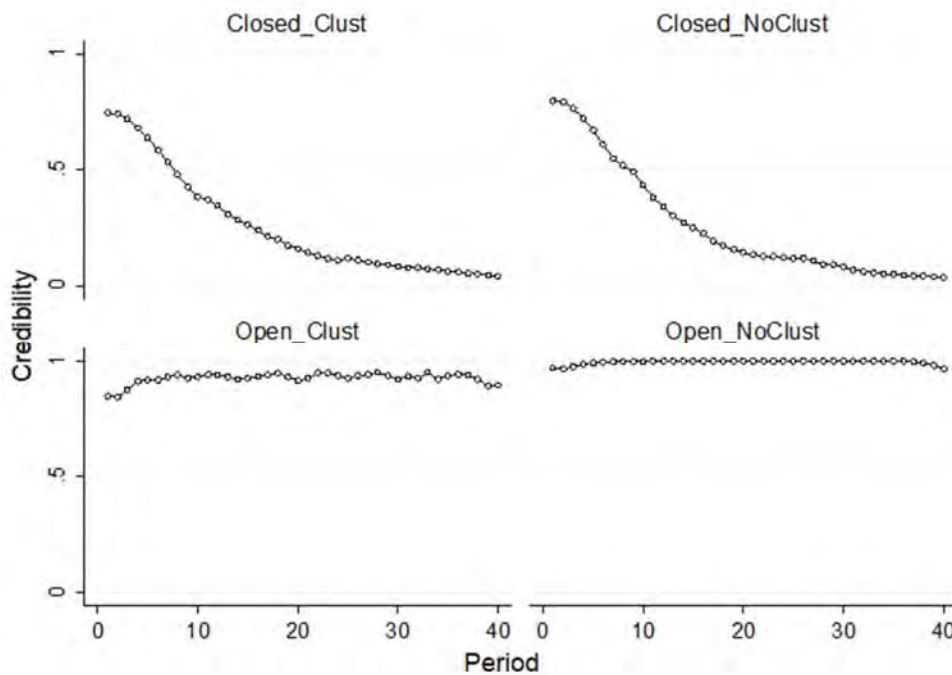 Closed_Clust
Closed_NoClust
1
.5
0
Open_Clust
Open_NoClust
1
.5
0
Credibility
0 10 20 30 40
0 10 20 30 40
Period